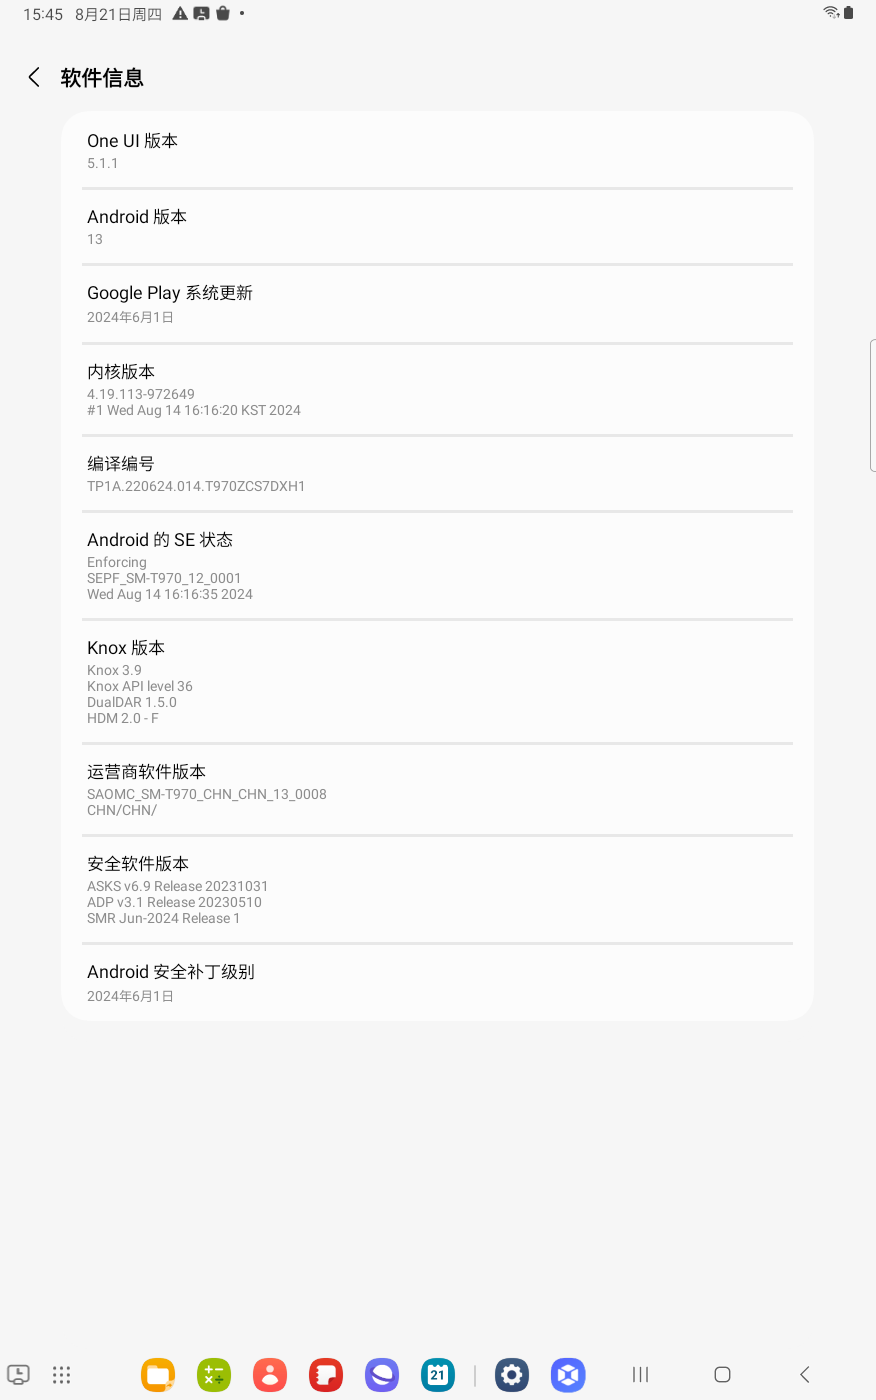 15:45 8月21日周四
软件信息
One UI 版本
5.1.1
Android 版本
13
Google Play 系统更新
2024年6月1日
内核版本
4.19.113-972649
#1 Wed Aug 14 16:16:20 KST 2024
编译编号
TP1A.220624.014.T970ZCS7DXH1
Android 的 SE 状态
Enforcing
SEPF_SM-T970_12_0001
Wed Aug 14 16:16:35 2024
Knox 版本
Knox 3.9
Knox API level 36
DualDAR 1.5.0
HDM 2.0 - F
运营商软件版本
SAOMC_SM-T970_CHN_CHN_13_0008
CHN/CHN/
安全软件版本
ASKS v6.9 Release 20231031
ADP v3.1 Release 20230510
SMR Jun-2024 Release 1
Android 安全补丁级别
2024年6月1日
21